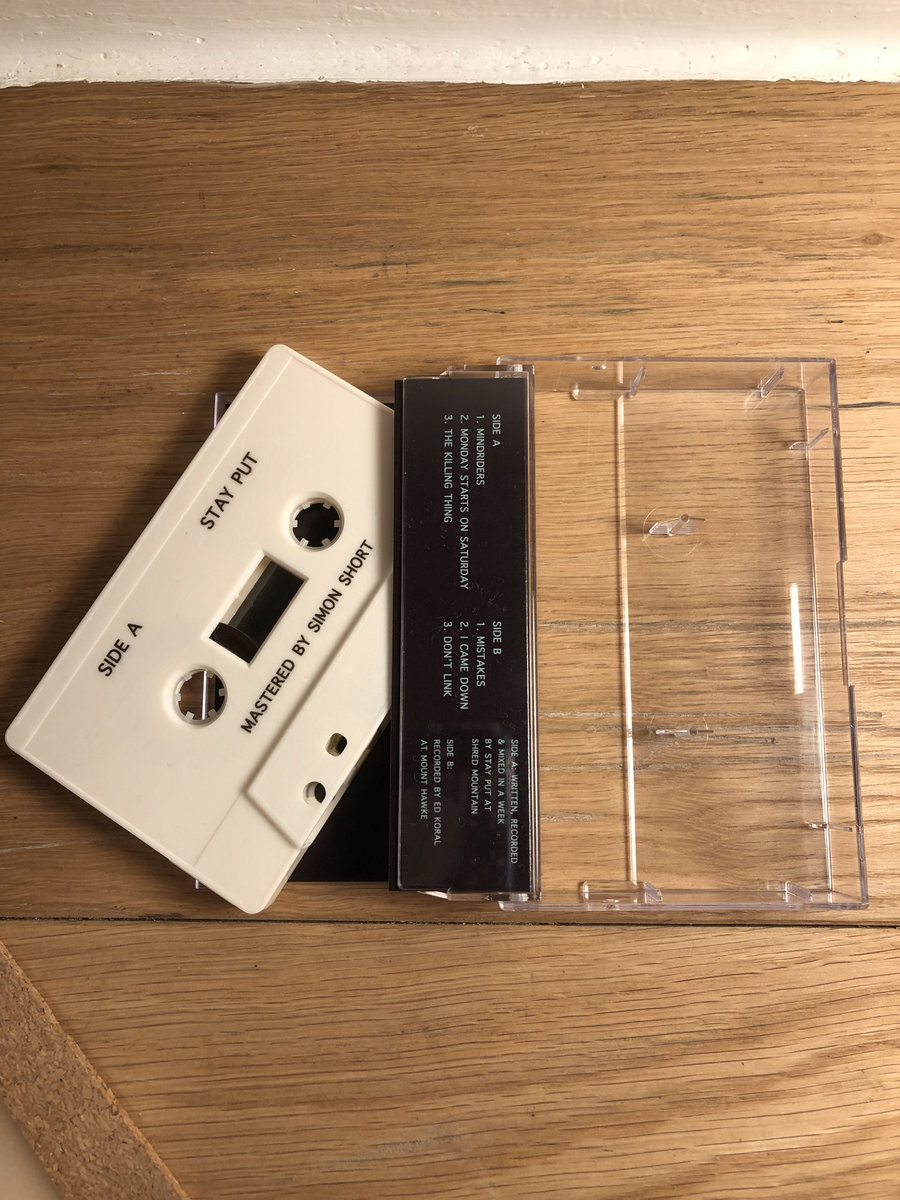 STAY PUT
SIDE A
MASTERED BY SIMON SHORT
SIDE A
1. MINDRIDERS
2. MONDAY STARTS ON SATURDAY
3. THE KILLING THING
SIDE B
1. MISTAKES
2. I CAME DOWN
3. DON'T LINK
SIDE A: WRITTEN, RECORDED
& MIXED IN A WEEK
BY STAY PUT AT
SHRED MOUNTAIN
SIDE B:
RECORDED BY ED KORAL
AT MOUNT HAWKE